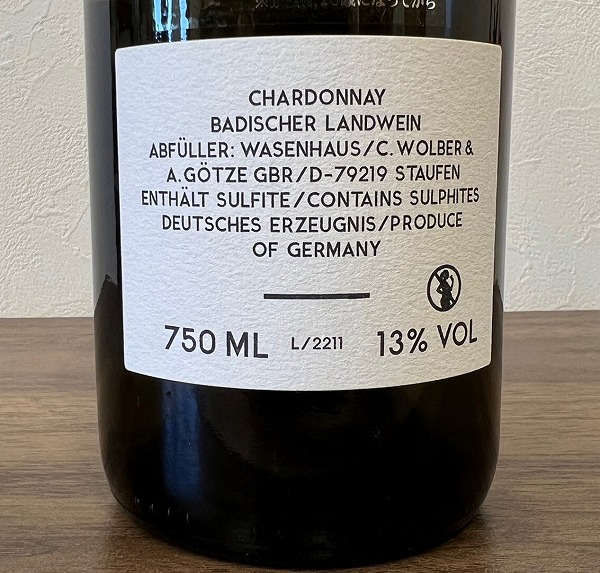 CHARDONNAY
BADISCHER LANDWEIN
ABFÜLLER: WASENHAUS/C. WOLBER &
A. GÖTZE GBR/D-79219 STAUFEN
ENTHÄLT SULFITE/CONTAINS SULPHITES
DEUTSCHES ERZEUGNIS/PRODUCE
OF GERMANY
750 ML L/2211 13% VOL